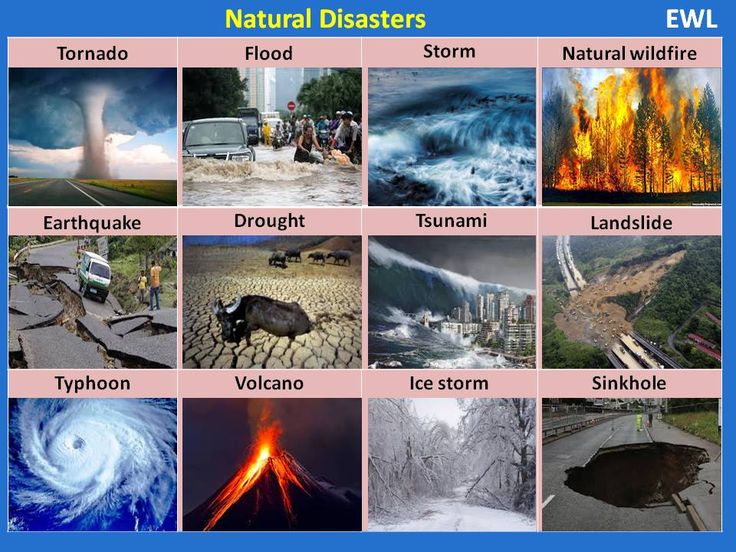 Natural Disasters EWL
Tornado Flood Storm Natural wildfire
Earthquake Drought Tsunami Landslide
Typhoon Volcano Ice storm Sinkhole